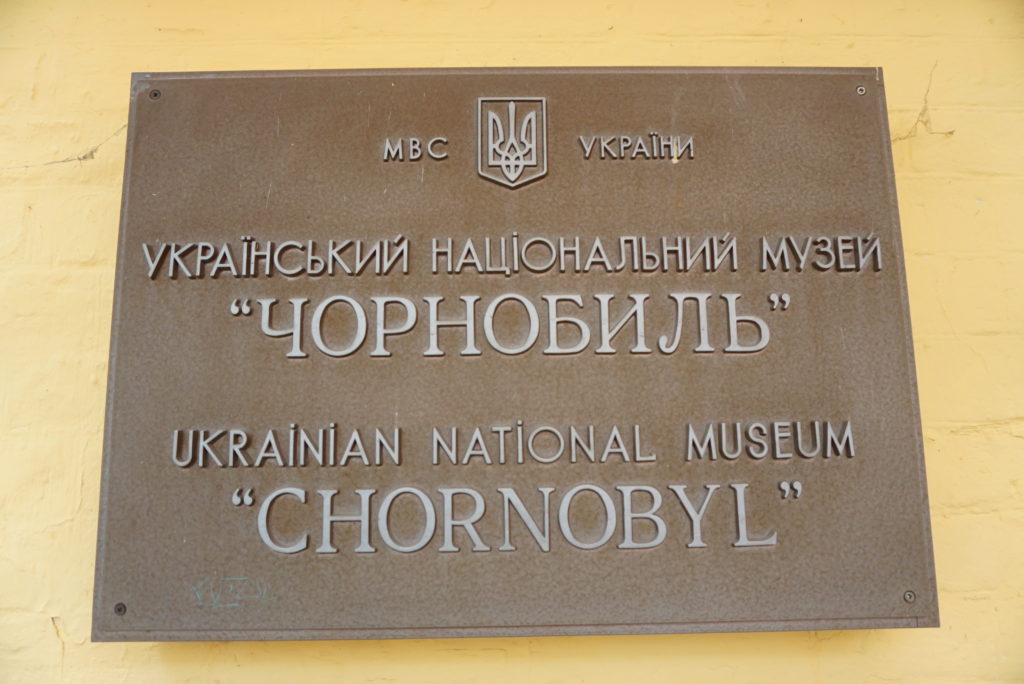 МВС УКРАЇНИ
УКРАЇНСЬКИЙ НАЦІОНАЛЬНИЙ МУЗЕЙ
“ЧОРНОБИЛЬ”
UKRAINIAN NATIONAL MUSEUM
“CHORNOBYL”